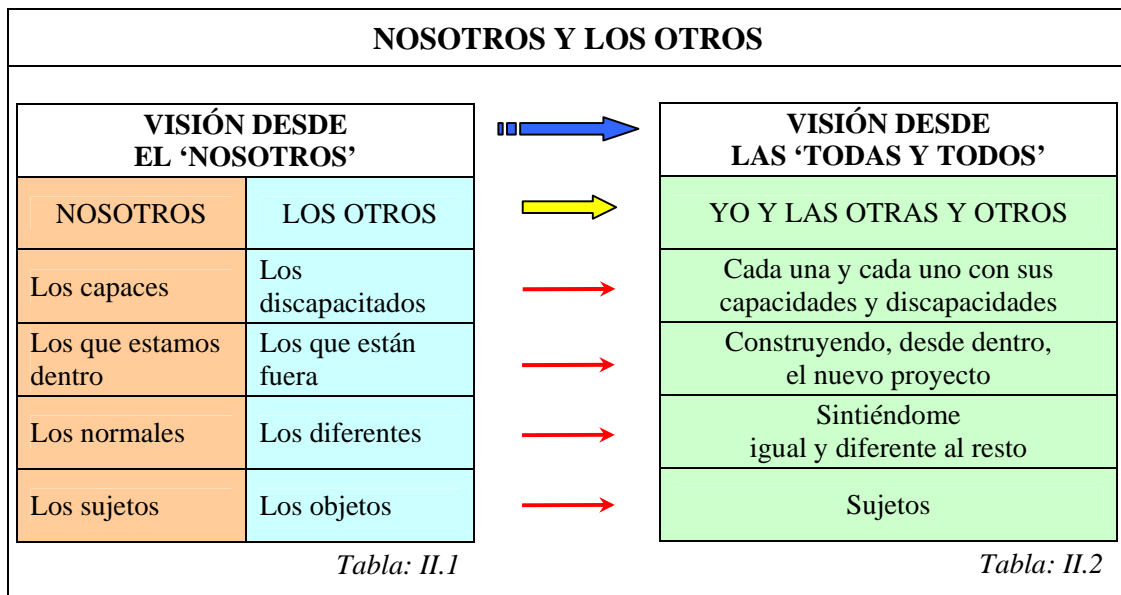 NOSOTROS Y LOS OTROS
VISIÓN DESDE
EL ‘NOSOTROS’
VISIÓN DESDE
LAS ‘TODAS Y TODOS’
NOSOTROS
LOS OTROS
YO Y LAS OTRAS Y OTROS
Los capaces
Los
discapacitados
Cada una y cada uno con sus
capacidades y discapacidades
Los que estamos
dentro
Los que están
fuera
Construyendo, desde dentro,
el nuevo proyecto
Los normales
Los diferentes
Sintiéndome
igual y diferente al resto
Los sujetos
Los objetos
Sujetos
Tabla: II.1
Tabla: II.2